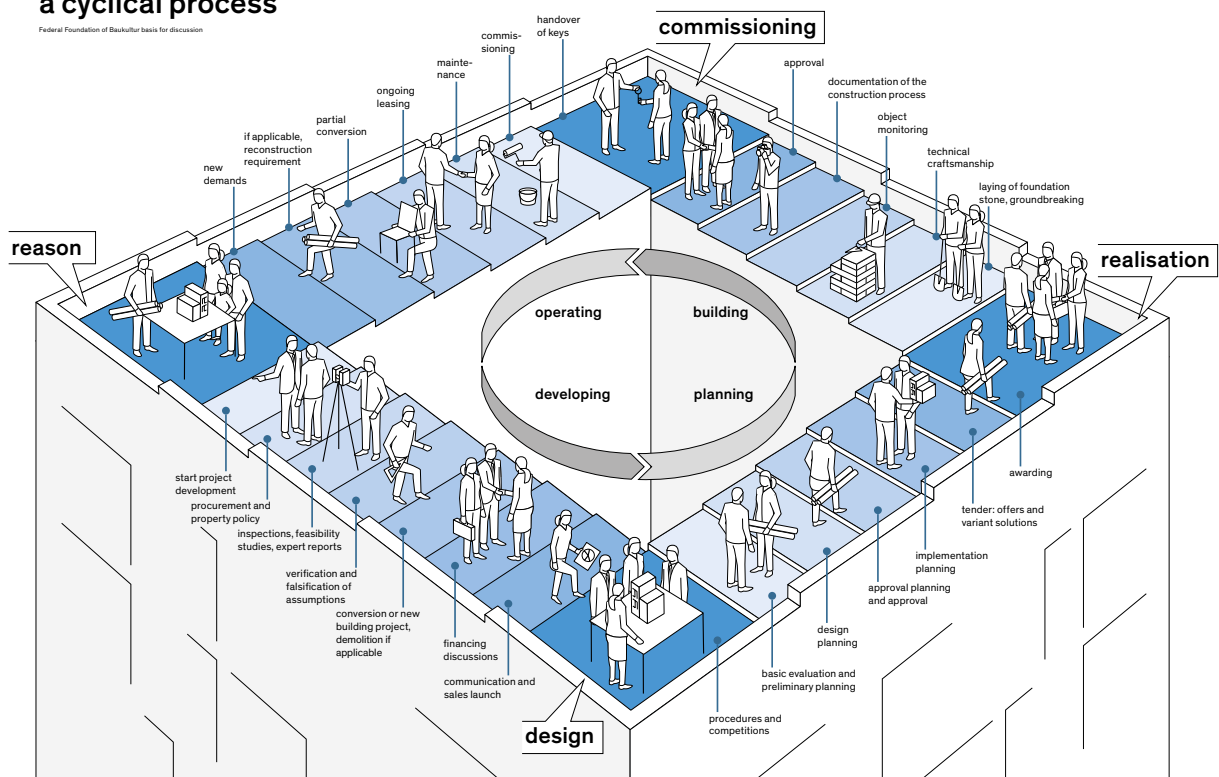 a cyclical process
Federal Foundation of Baukultur basis for discussion
handover
of keys
commissioning
commis-
sioning
mainte-
nance
approval
ongoing
leasing
documentation of the
construction process
partial
conversion
object
monitoring
if applicable,
reconstruction
requirement
technical
craftsmanship
new
demands
laying of foundation
stone, groundbreaking
reason
realisation
operating
building
developing
planning
start project
development
procurement and
property policy
inspections, feasibility
studies, expert reports
verification and
falsification of
assumptions
conversion or new
building project,
demolition if
applicable
financing
discussions
communication and
sales launch
design
procedures and
competitions
basic evaluation and
preliminary planning
design
planning
approval planning
and approval
implementation
planning
tender: offers and
variant solutions
awarding